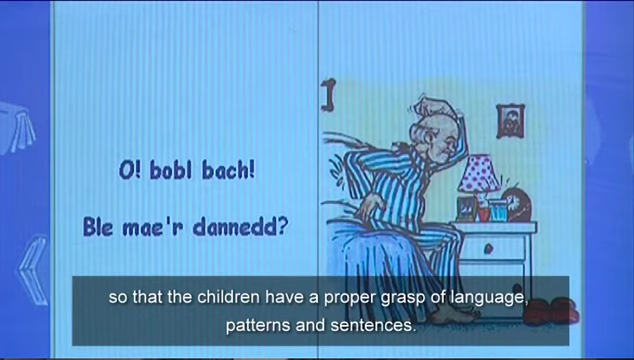 O! bobl bach!
Ble mae'r dannedd?
so that the children have a proper grasp of language,
patterns and sentences.